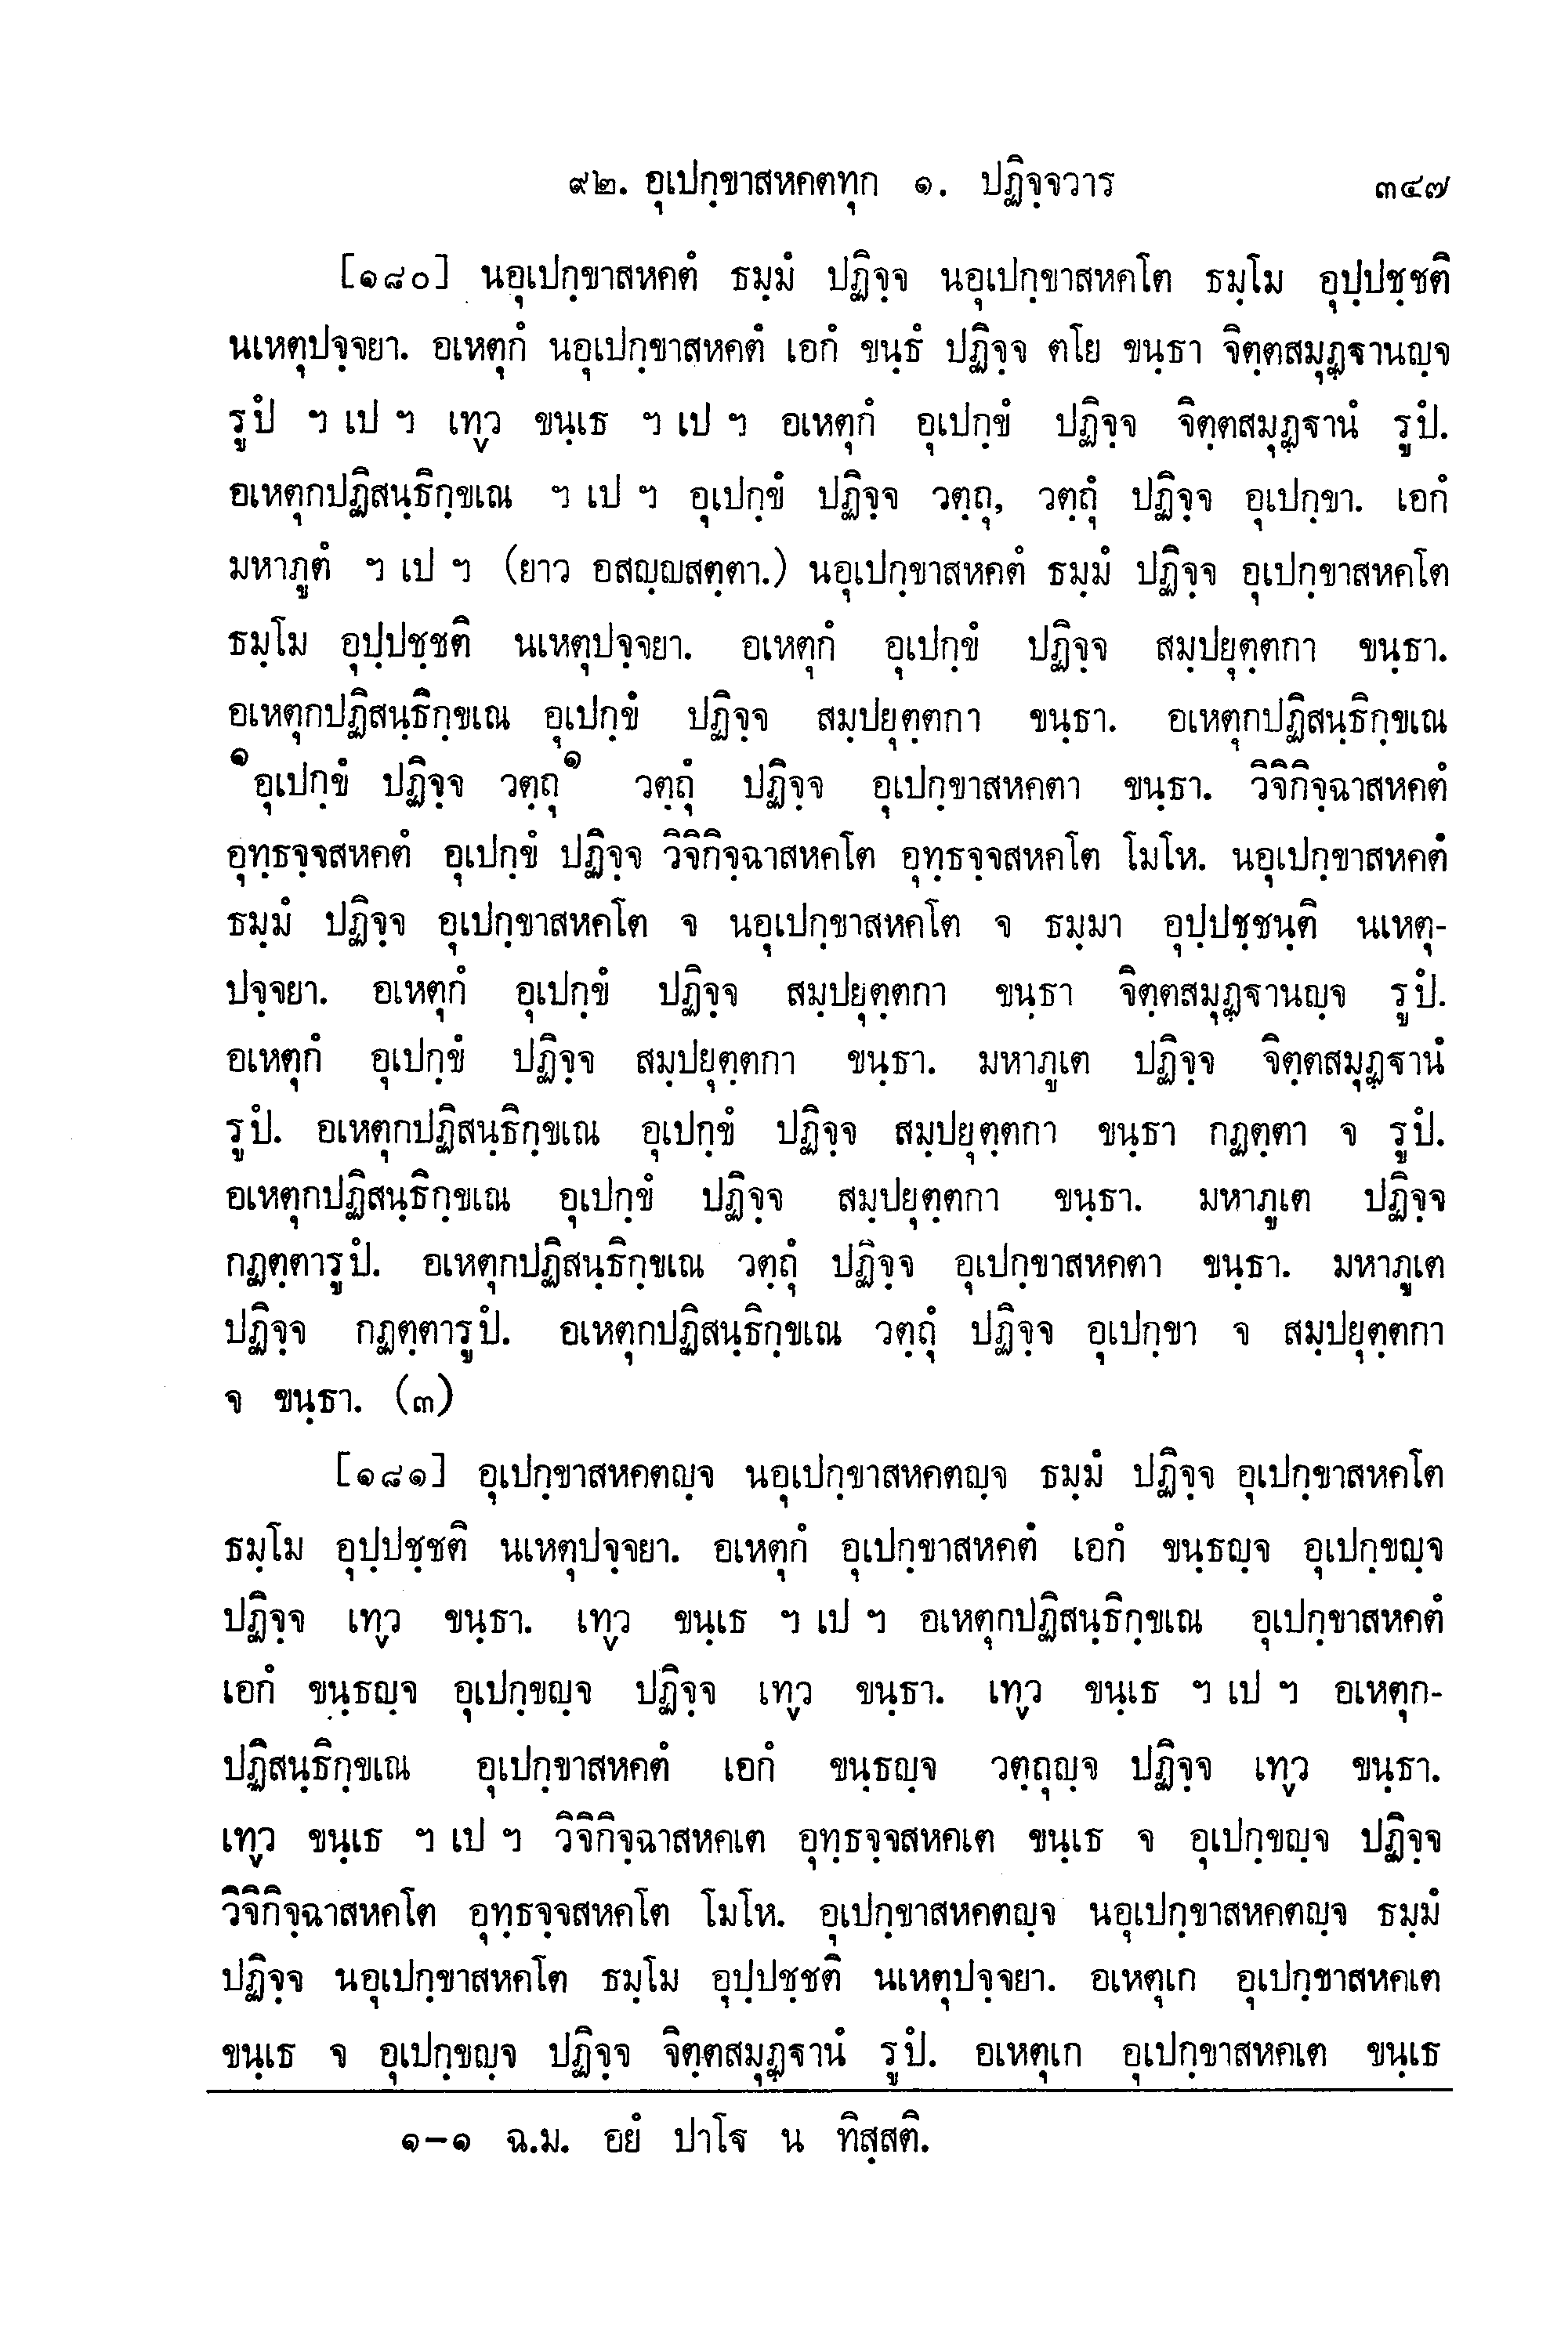 ๙๒. อุเปกฺขาสหคตทุก ๑. ปฏิจฺจวาร ๓๔๗
[๑๘๐] นอุเปกฺขาสหคตํ ธมฺมํ ปฏิจฺจ นอุเปกฺขาสหคโต ธมฺโม อุปฺปชฺชติ
นเหตุปจฺจยา. อเหตุกํ นอุเปกฺขาสหคตํ เอกํ ขนฺธํ ปฏิจฺจ ตโย ขนฺธา จิตฺตสมุฏฺฐานญฺจ
รูปํ ฯ เป ฯ เทฺว ขนฺเธ ฯ เป ฯ อเหตุกํ อุเปกฺขํ ปฏิจฺจ จิตฺตสมุฏฺฐานํ รูปํ.
อเหตุกปฏิสนฺธิกฺขเณ ฯ เป ฯ อุเปกฺขํ ปฏิจฺจ วตฺถุ, วตฺถุํ ปฏิจฺจ อุเปกฺขา. เอกํ
มหาภูตํ ฯ เป ฯ (ยาว อสญฺญสตฺตา.) นอุเปกฺขาสหคตํ ธมฺมํ ปฏิจฺจ อุเปกฺขาสหคโต
ธมฺโม อุปฺปชฺชติ นเหตุปจฺจยา. อเหตุกํ อุเปกฺขํ ปฏิจฺจ สมฺปยุตฺตกา ขนฺธา.
อเหตุกปฏิสนฺธิกฺขเณ อุเปกฺขํ ปฏิจฺจ สมฺปยุตฺตกา ขนฺธา. อเหตุกปฏิสนฺธิกฺขเณ
๑อุเปกฺขํ ปฏิจฺจ วตฺถุ๑ วตฺถุํ ปฏิจฺจ อุเปกฺขาสหคตา ขนฺธา. วิจิกิจฺฉาสหคตํ
อุทฺธจฺจสหคตํ อุเปกฺขํ ปฏิจฺจ วิจิกิจฺฉาสหคโต อุทฺธจฺจสหคโต โมโห. นอุเปกฺขาสหคตํ
ธมฺมํ ปฏิจฺจ อุเปกฺขาสหคโต จ นอุเปกฺขาสหคโต จ ธมฺมา อุปฺปชฺชนฺติ นเหตุ-
ปจฺจยา. อเหตุกํ อุเปกฺขํ ปฏิจฺจ สมฺปยุตฺตกา ขนฺธา จิตฺตสมุฏฺฐานญฺจ รูปํ.
อเหตุกํ อุเปกฺขํ ปฏิจฺจ สมฺปยุตฺตกา ขนฺธา. มหาภูเต ปฏิจฺจ จิตฺตสมุฏฺฐานํ
รูปํ. อเหตุกปฏิสนฺธิกฺขเณ อุเปกฺขํ ปฏิจฺจ สมฺปยุตฺตกา ขนฺธา กฏตฺตา จ รูปํ.
อเหตุกปฏิสนฺธิกฺขเณ อุเปกฺขํ ปฏิจฺจ สมฺปยุตฺตกา ขนฺธา. มหาภูเต ปฏิจฺจ
กฏตฺตารูปํ. อเหตุกปฏิสนฺธิกฺขเณ วตฺถุํ ปฏิจฺจ อุเปกฺขาสหคตา ขนฺธา. มหาภูเต
ปฏิจฺจ กฏตฺตารูปํ. อเหตุกปฏิสนฺธิกฺขเณ วตฺถุํ ปฏิจฺจ อุเปกฺขา จ สมฺปยุตฺตกา
จ ขนฺธา. (๓)
[๑๘๑] อุเปกฺขาสหคตญฺจ นอุเปกฺขาสหคตญฺจ ธมฺมํ ปฏิจฺจ อุเปกฺขาสหคโต
ธมฺโม อุปฺปชฺชติ นเหตุปจฺจยา. อเหตุกํ อุเปกฺขาสหคตํ เอกํ ขนฺธญฺจ อุเปกฺขญฺจ
ปฏิจฺจ เทฺว ขนฺธา. เทฺว ขนฺเธ ฯ เป ฯ อเหตุกปฏิสนฺธิกฺขเณ อุเปกฺขาสหคตํ
เอกํ ขนฺธญฺจ อุเปกฺขญฺจ ปฏิจฺจ เทฺว ขนฺธา. เทฺว ขนฺเธ ฯ เป ฯ อเหตุก-
ปฏิสนฺธิกฺขเณ อุเปกฺขาสหคตํ เอกํ ขนฺธญฺจ วตฺถุญฺจ ปฏิจฺจ เทฺว ขนฺธา.
เทฺว ขนฺเธ ฯ เป ฯ วิจิกิจฺฉาสหคเต อุทฺธจฺจสหคเต ขนฺเธ จ อุเปกฺขญฺจ ปฏิจฺจ
วิจิกิจฺฉาสหคโต อุทฺธจฺจสหคโต โมโห. อุเปกฺขาสหคตญฺจ นอุเปกฺขาสหคตญฺจ ธมฺมํ
ปฏิจฺจ นอุเปกฺขาสหคโต ธมฺโม อุปฺปชฺชติ นเหตุปจฺจยา. อเหตุเก อุเปกฺขาสหคเต
ขนฺเธ จ อุเปกฺขญฺจ ปฏิจฺจ จิตฺตสมุฏฺฐานํ รูปํ. อเหตุเก อุเปกฺขาสหคเต ขนฺเธ
๑-๑ ฉ.ม. อยํ ปาโฐ น ทิสฺสติ.